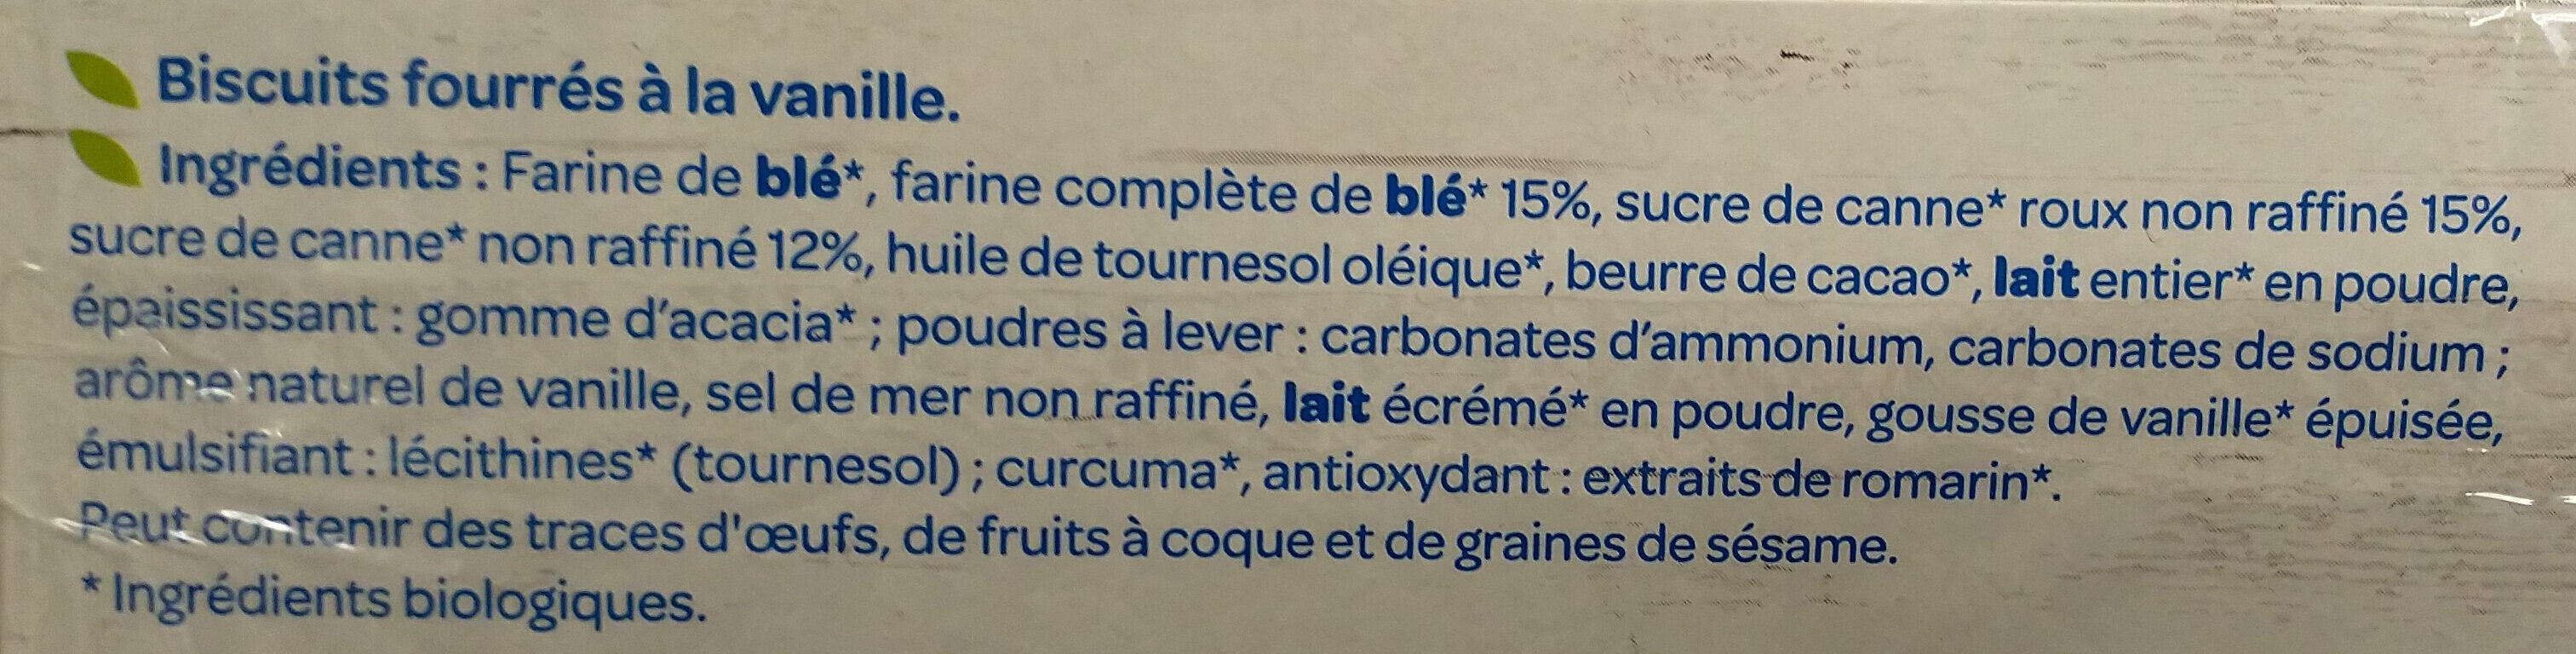 Biscuits fourrés à la vanille.
Ingrédients : Farine de blé*, farine complète de blé* 15%, sucre de canne* roux non raffiné 15%,
sucre de canne* non raffiné 12%, huile de tournesol oléique*, beurre de cacao*, lait entier* en poudre,
épaississant : gomme d'acacia* ; poudres à lever : carbonates d'ammonium, carbonates de sodium ;
arôme naturel de vanille, sel de mer non raffiné, lait écrémé* en poudre, gousse de vanille* épuisée,
émulsifiant : lécithines* (tournesol) ; curcuma*, antioxydant : extraits de romarin*.
Peut contenir des traces d'œufs, de fruits à coque et de graines de sésame.
* Ingrédients biologiques.